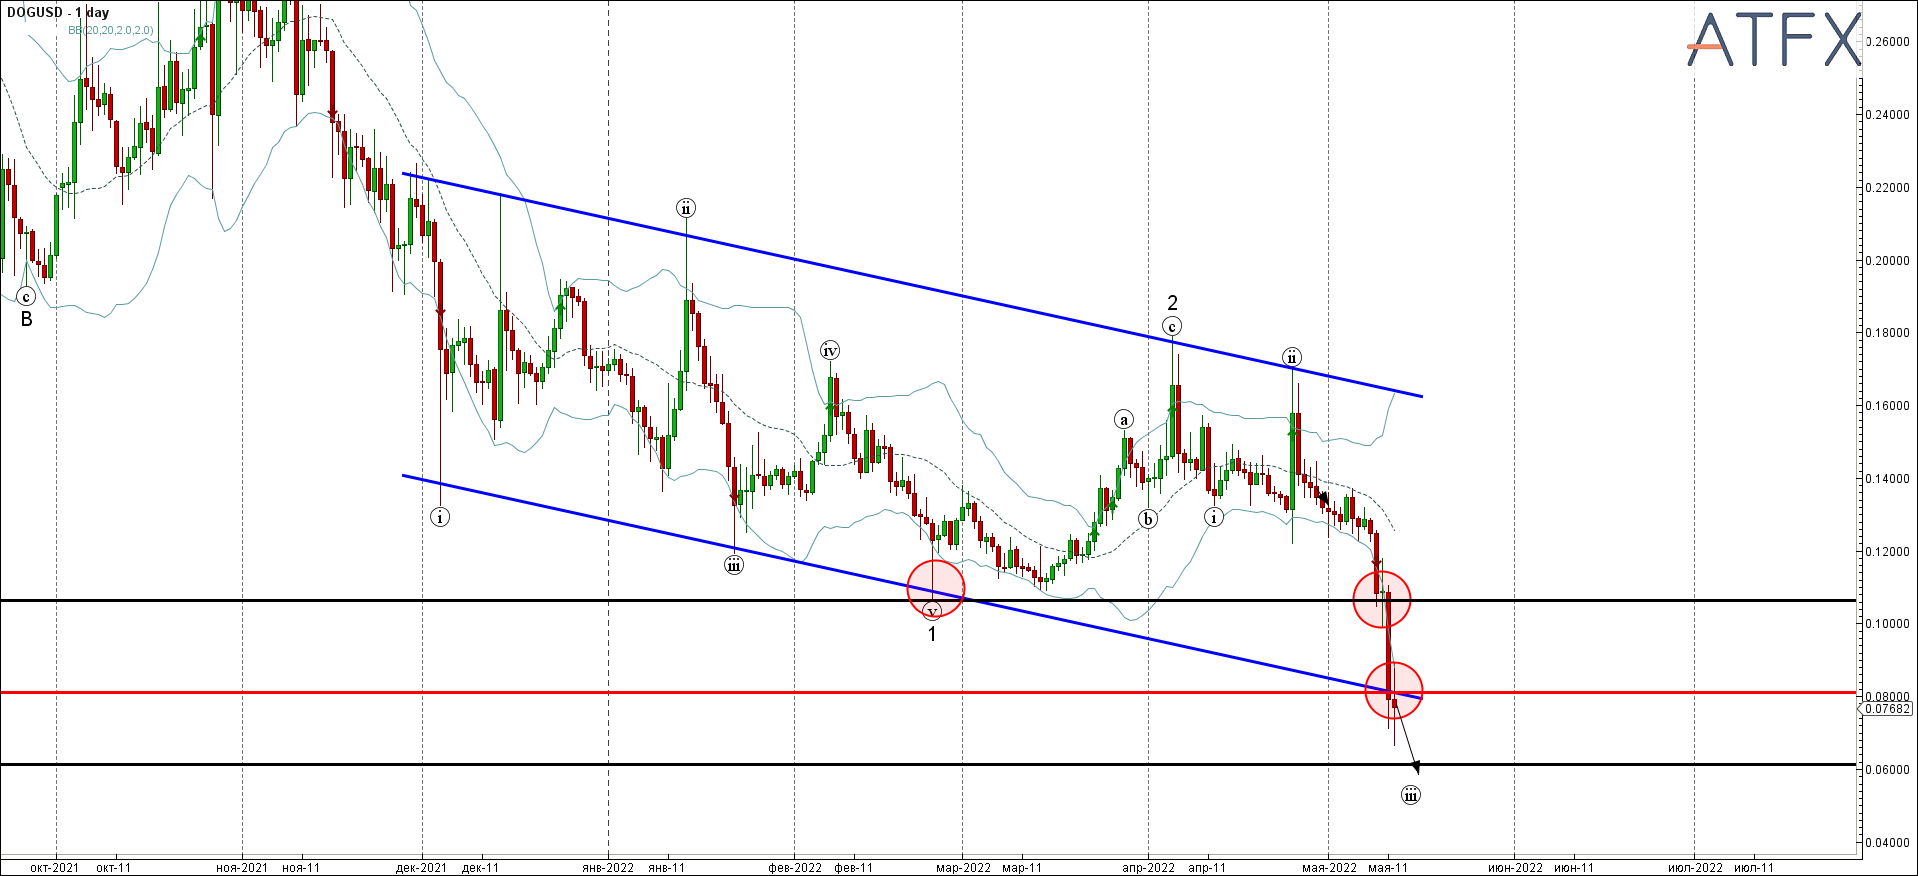 DOGUSD - 1 day
BB(20,20,2.0,2.0)
ATFX
0.26000
0.24000
0.22000
0.20000
0.18000
0.16000
0.14000
0.12000
0.10000
0.08000
0.07682
0.06000
0.04000
c
B
i
ii
iii
iv
v
1
a
b
2
c
i
ii
iii
окт-2021 окт-11 ноя-2021 ноя-11 дек-2021 дек-11 янв-2022 янв-11 фев-2022 фев-11 мар-2022 мар-11 апр-2022 апр-11 мая-2022 мая-11 июн-2022 июн-11 июл-2022 июл-11